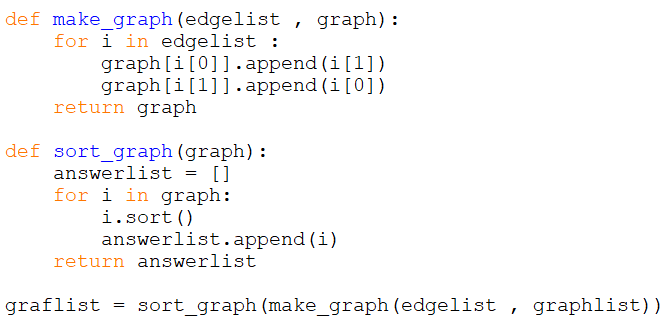 def make_graph(edgelist , graph):
    for i in edgelist :
        graph[i[0]].append(i[1])
        graph[i[1]].append(i[0])
    return graph

def sort_graph(graph):
    answerlist = []
    for i in graph:
        i.sort()
        answerlist.append(i)
    return answerlist

graflist = sort_graph(make_graph(edgelist , graphlist))